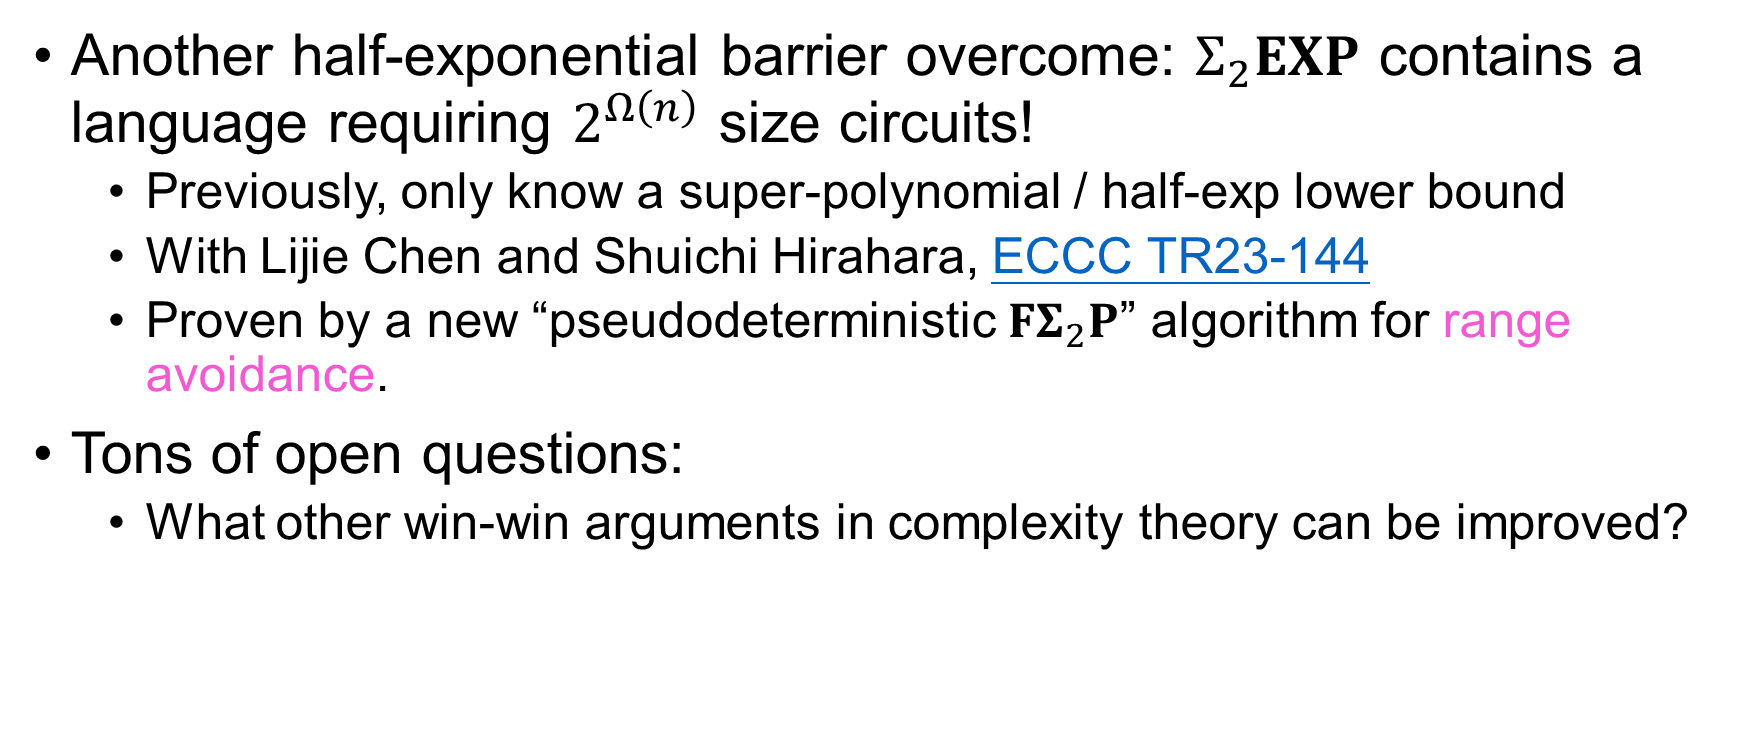 • Another half-exponential barrier overcome: Σ₂𝐄𝐗𝐏 contains a
language requiring 2^{Ω(n)} size circuits!
• Previously, only know a super-polynomial / half-exp lower bound
• With Lijie Chen and Shuichi Hirahara, ECCC TR23-144
• Proven by a new “pseudodeterministic 𝐅𝚺₂𝐏” algorithm for range
avoidance.
• Tons of open questions:
• What other win-win arguments in complexity theory can be improved?